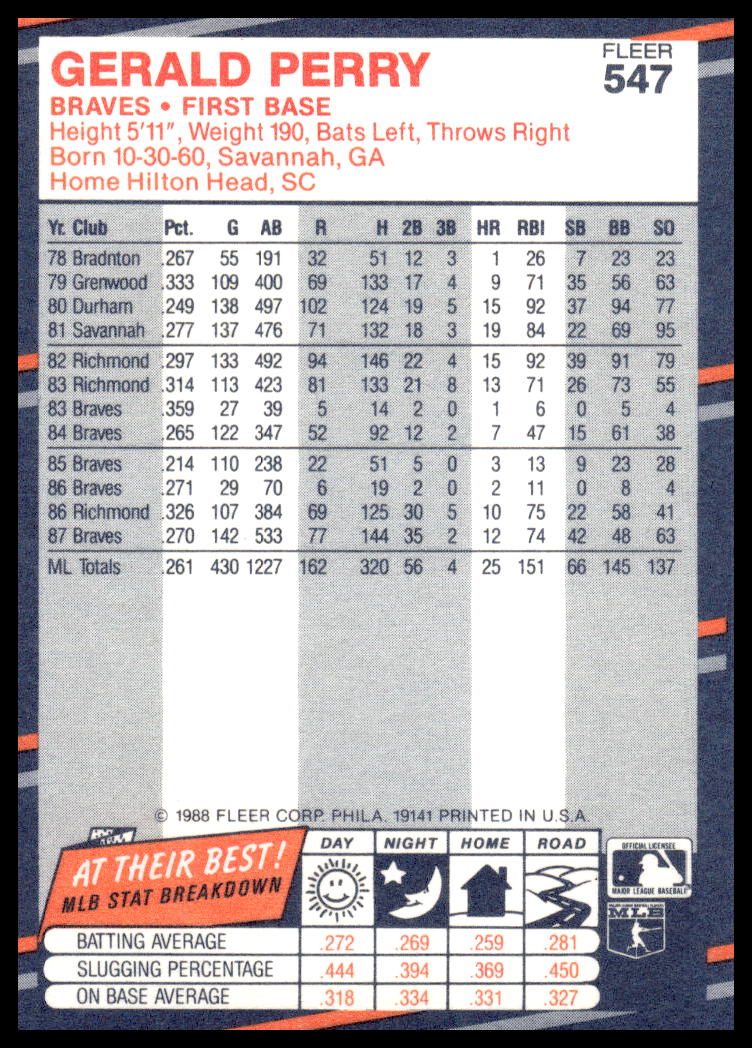 GERALD PERRY
FLEER
547
BRAVES • FIRST BASE
Height 5'11", Weight 190, Bats Left, Throws Right
Born 10-30-60, Savannah, GA
Home Hilton Head, SC
Yr. Club Pct. G AB R H 2B 3B HR RBI SB BB SO
78 Bradnton .267 55 191 32 51 12 3 1 26 7 23 23
79 Grenwood .333 109 400 69 133 17 4 9 71 35 56 63
80 Durham .249 138 497 102 124 19 5 15 92 37 94 77
81 Savannah .277 137 476 71 132 18 3 19 84 22 69 95
82 Richmond .297 133 492 94 146 22 4 15 92 39 91 79
83 Richmond .314 113 423 81 133 21 8 13 71 26 73 55
83 Braves .359 27 39 5 14 2 0 1 6 0 5 4
84 Braves .265 122 347 52 92 12 2 7 47 15 61 38
85 Braves .214 110 238 22 51 5 0 3 13 9 23 28
86 Braves .271 29 70 6 19 2 0 2 11 0 8 4
86 Richmond .326 107 384 69 125 30 5 10 75 22 58 41
87 Braves .270 142 533 77 144 35 2 12 74 42 48 63
ML Totals .261 430 1227 162 320 56 4 25 151 66 145 137
© 1988 FLEER CORP. PHILA. 19141 PRINTED IN U.S.A.
AT THEIR BEST!
MLB STAT BREAKDOWN
DAY NIGHT HOME ROAD
OFFICIAL LICENSEE
MAJOR LEAGUE BASEBALL
MLB
BATTING AVERAGE .272 .269 .259 .281
SLUGGING PERCENTAGE .444 .394 .369 .450
ON BASE AVERAGE .318 .334 .331 .327